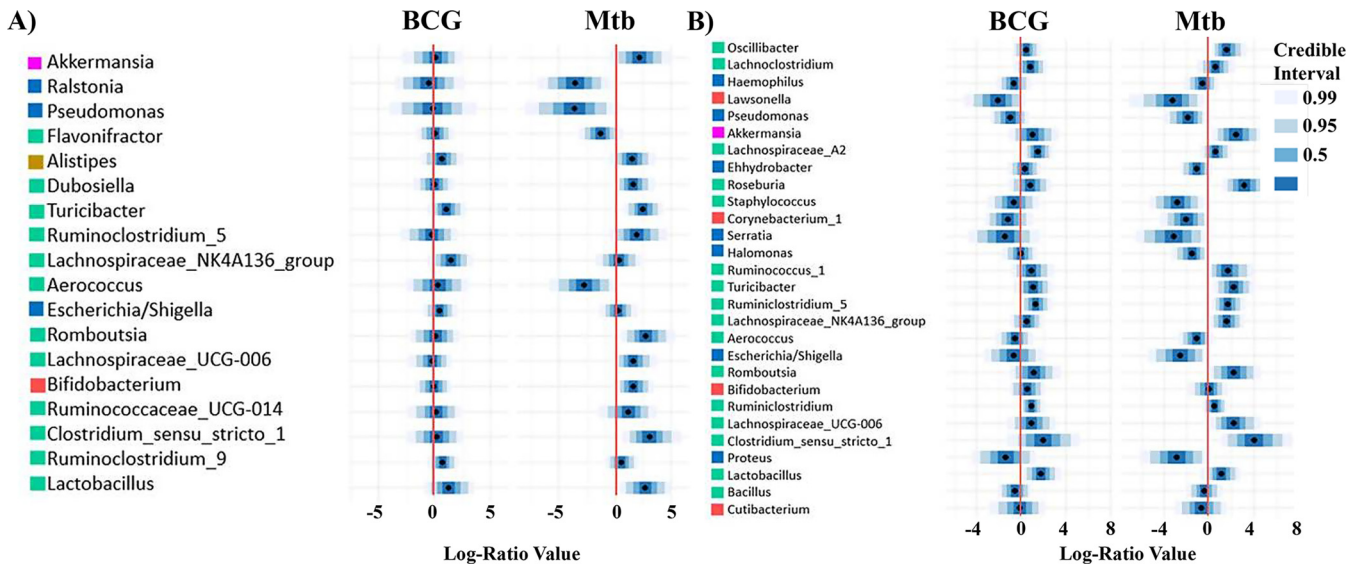 A)
BCG
Mtb
Akkermansia
Ralstonia
Pseudomonas
Flavonifractor
Alistipes
Dubosiella
Turicibacter
Ruminoclostridium_5
Lachnospiraceae_NK4A136_group
Aerococcus
Escherichia/Shigella
Romboutsia
Lachnospiraceae_UCG-006
Bifidobacterium
Ruminococcaceae_UCG-014
Clostridium_sensu_stricto_1
Ruminoclostridium_9
Lactobacillus
-5 0 5 -5 0 5
Log-Ratio Value
B)
BCG
Mtb
Oscillibacter
Lachnoclostridium
Haemophilus
Lawsonella
Pseudomonas
Akkermansia
Lachnospiraceae_A2
Ehhydrobacter
Roseburia
Staphylococcus
Corynebacterium_1
Serratia
Halomonas
Ruminococcus_1
Turicibacter
Ruminiclostridium_5
Lachnospiraceae_NK4A136_group
Aerococcus
Escherichia/Shigella
Romboutsia
Bifidobacterium
Ruminiclostridium
Lachnospiraceae_UCG-006
Clostridium_sensu_stricto_1
Proteus
Lactobacillus
Bacillus
Cutibacterium
-4 0 4 8 -4 0 4 8
Log-Ratio Value
Credible
Interval
0.99
0.95
0.5